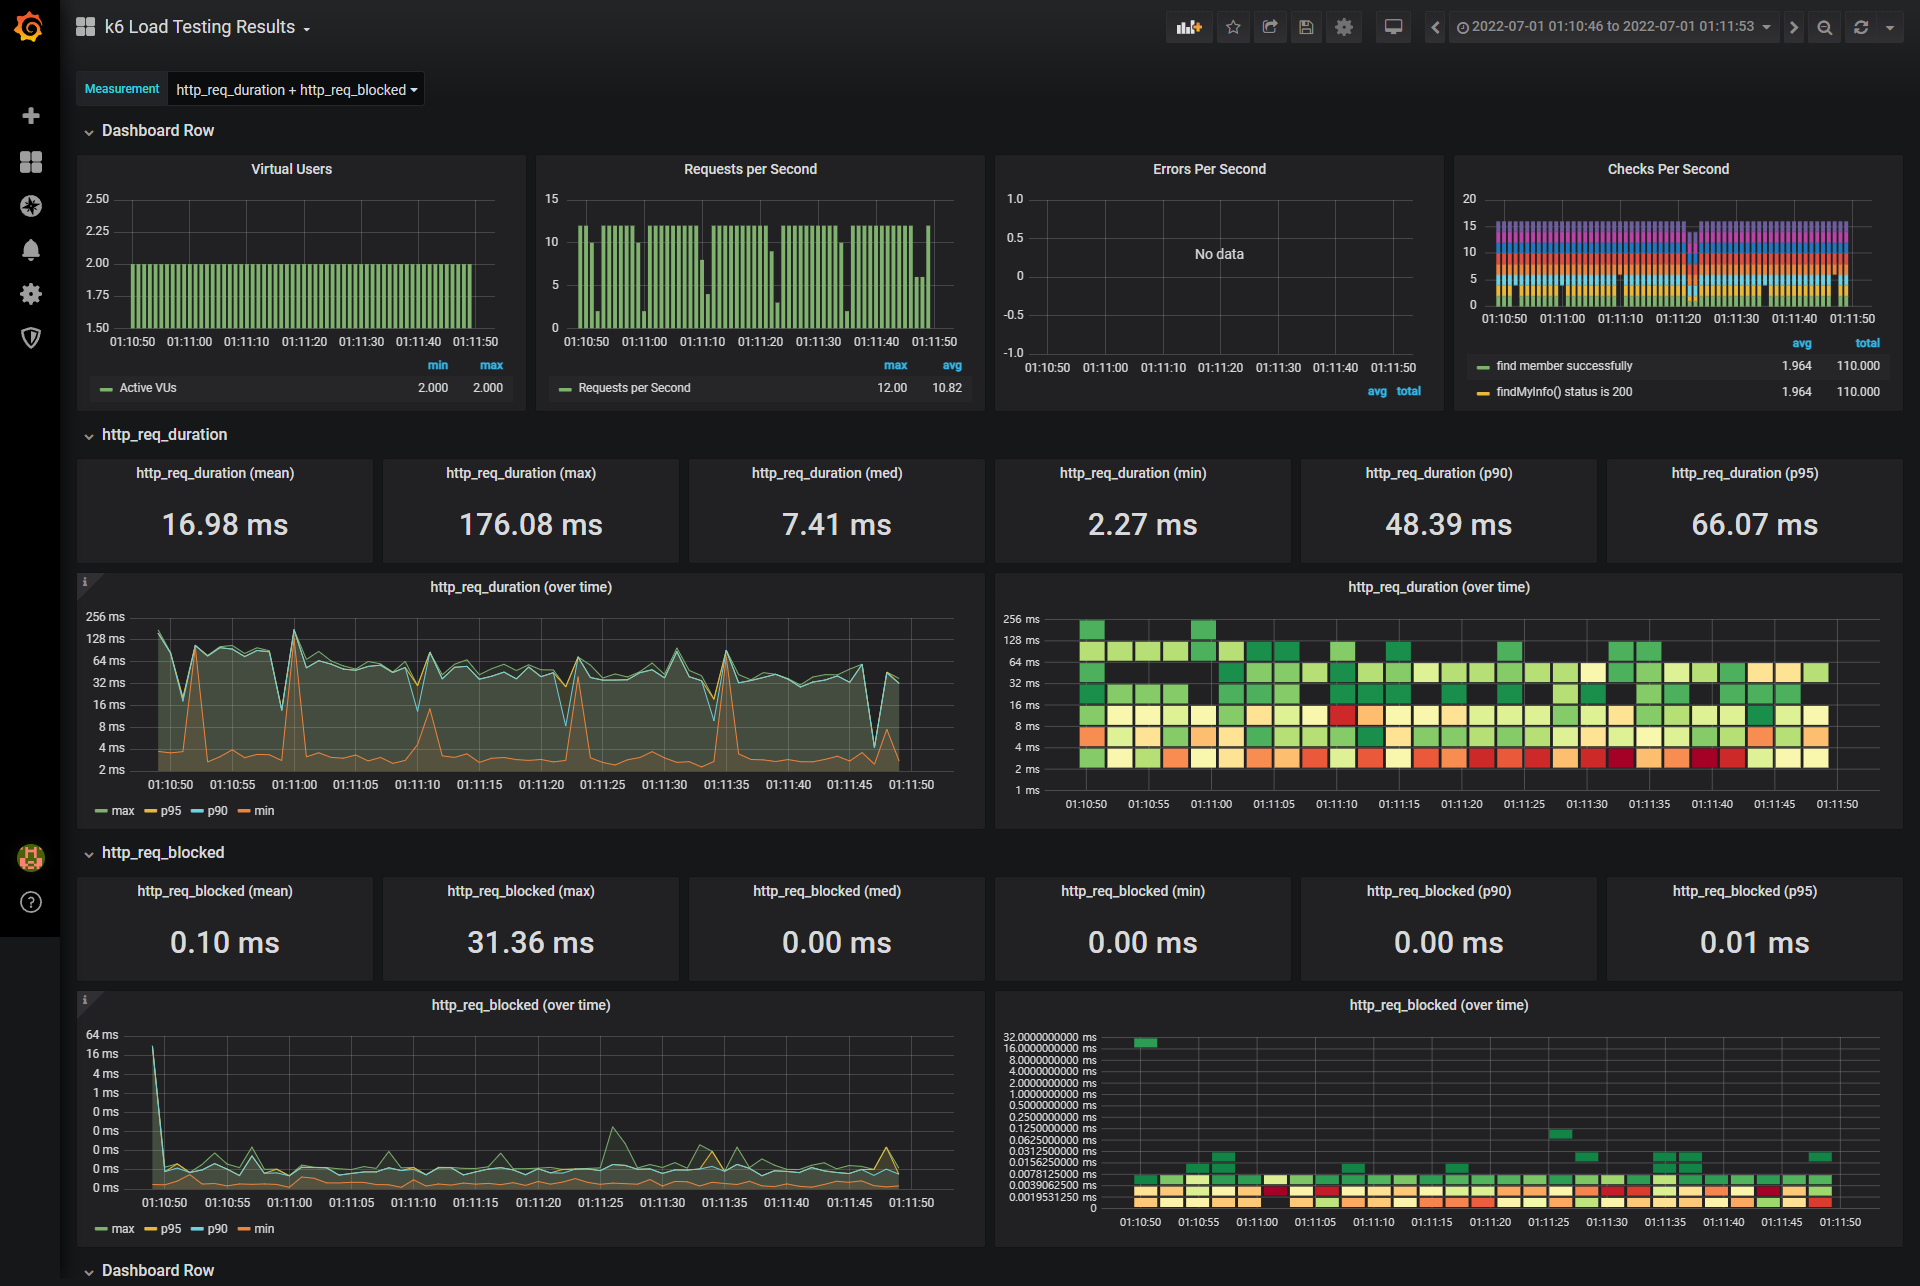 k6 Load Testing Results
2022-07-01 01:10:46 to 2022-07-01 01:11:53
Measurement http_req_duration + http_req_blocked
Dashboard Row
Virtual Users
2.50
2.25
2.00
1.75
1.50
01:10:50 01:11:00 01:11:10 01:11:20 01:11:30 01:11:40 01:11:50
min max
Active VUs 2.000 2.000
Requests per Second
15
10
5
0
01:10:50 01:11:00 01:11:10 01:11:20 01:11:30 01:11:40 01:11:50
max avg
Requests per Second 12.00 10.82
Errors Per Second
1.0
0.5
0
-0.5
-1.0
No data
01:10:50 01:11:00 01:11:10 01:11:20 01:11:30 01:11:40 01:11:50
avg total
Checks Per Second
20
15
10
5
0
01:10:50 01:11:00 01:11:10 01:11:20 01:11:30 01:11:40 01:11:50
avg total
find member successfully 1.964 110.000
findMyInfo() status is 200 1.964 110.000
http_req_duration
http_req_duration (mean)
16.98 ms
http_req_duration (max)
176.08 ms
http_req_duration (med)
7.41 ms
http_req_duration (min)
2.27 ms
http_req_duration (p90)
48.39 ms
http_req_duration (p95)
66.07 ms
http_req_duration (over time)
256 ms
128 ms
64 ms
32 ms
16 ms
8 ms
4 ms
2 ms
01:10:50 01:10:55 01:11:00 01:11:05 01:11:10 01:11:15 01:11:20 01:11:25 01:11:30 01:11:35 01:11:40 01:11:45 01:11:50
max p95 p90 min
http_req_duration (over time)
256 ms
128 ms
64 ms
32 ms
16 ms
8 ms
4 ms
2 ms
1 ms
01:10:50 01:10:55 01:11:00 01:11:05 01:11:10 01:11:15 01:11:20 01:11:25 01:11:30 01:11:35 01:11:40 01:11:45 01:11:50
http_req_blocked
http_req_blocked (mean)
0.10 ms
http_req_blocked (max)
31.36 ms
http_req_blocked (med)
0.00 ms
http_req_blocked (min)
0.00 ms
http_req_blocked (p90)
0.00 ms
http_req_blocked (p95)
0.01 ms
http_req_blocked (over time)
64 ms
16 ms
4 ms
1 ms
0 ms
0 ms
0 ms
0 ms
0 ms
01:10:50 01:10:55 01:11:00 01:11:05 01:11:10 01:11:15 01:11:20 01:11:25 01:11:30 01:11:35 01:11:40 01:11:45 01:11:50
max p95 p90 min
http_req_blocked (over time)
32.0000000000 ms
16.0000000000 ms
8.0000000000 ms
4.0000000000 ms
2.0000000000 ms
1.0000000000 ms
0.5000000000 ms
0.2500000000 ms
0.1250000000 ms
0.0625000000 ms
0.0312500000 ms
0.0156250000 ms
0.0078125000 ms
0.0039062500 ms
0.0019531250 ms
0
01:10:50 01:10:55 01:11:00 01:11:05 01:11:10 01:11:15 01:11:20 01:11:25 01:11:30 01:11:35 01:11:40 01:11:45 01:11:50
Dashboard Row